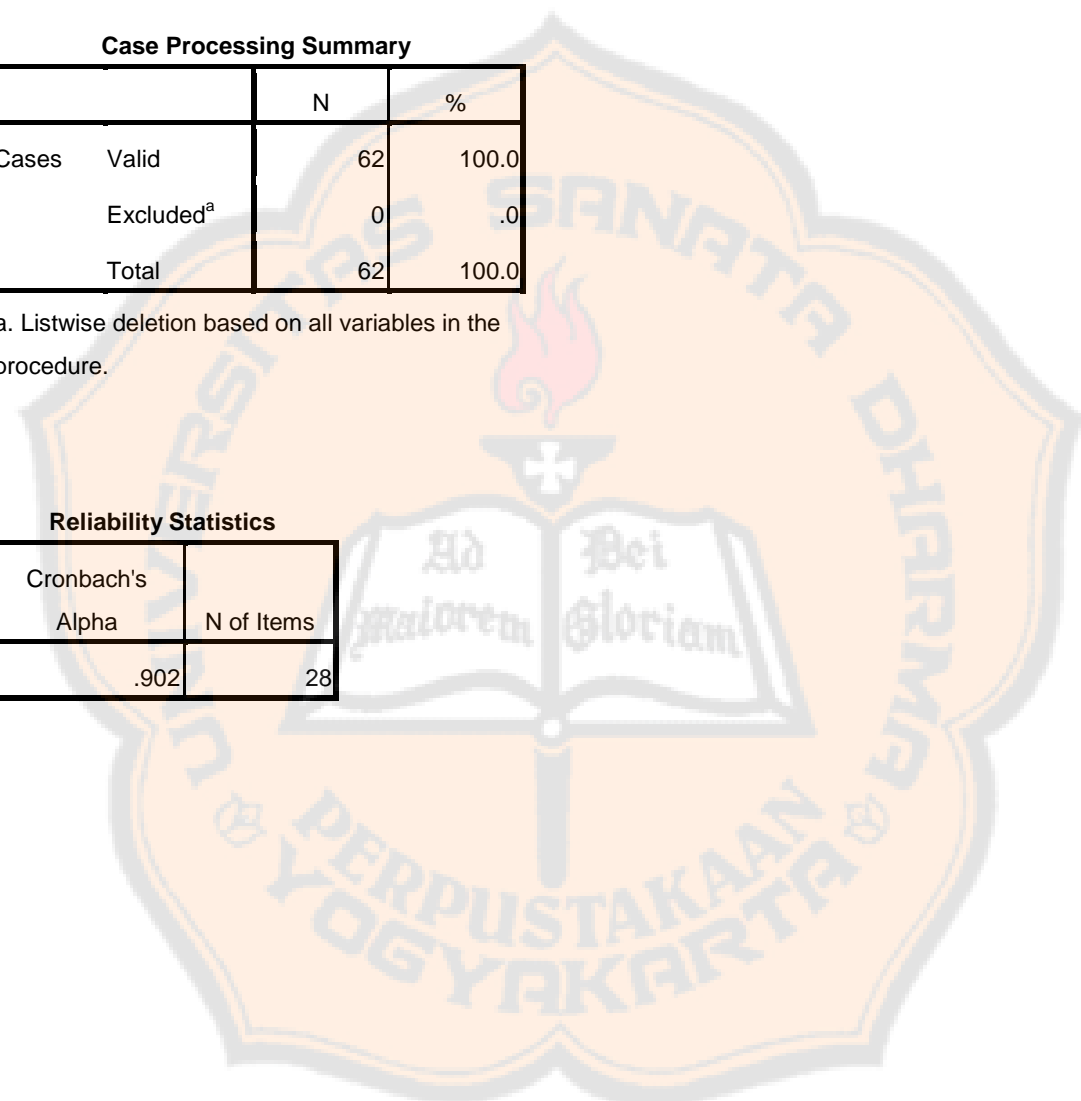 Case Processing Summary
N %
Cases Valid 62 100.0
Excludedᵃ 0 .0
Total 62 100.0
a. Listwise deletion based on all variables in the
procedure.
Reliability Statistics
Cronbach's
Alpha N of Items
.902 28
UNIVERSITAS SANATA DHARMA
Ad maiorem
Dei Gloriam
PERPUSTAKAAN
YOGYAKARTA